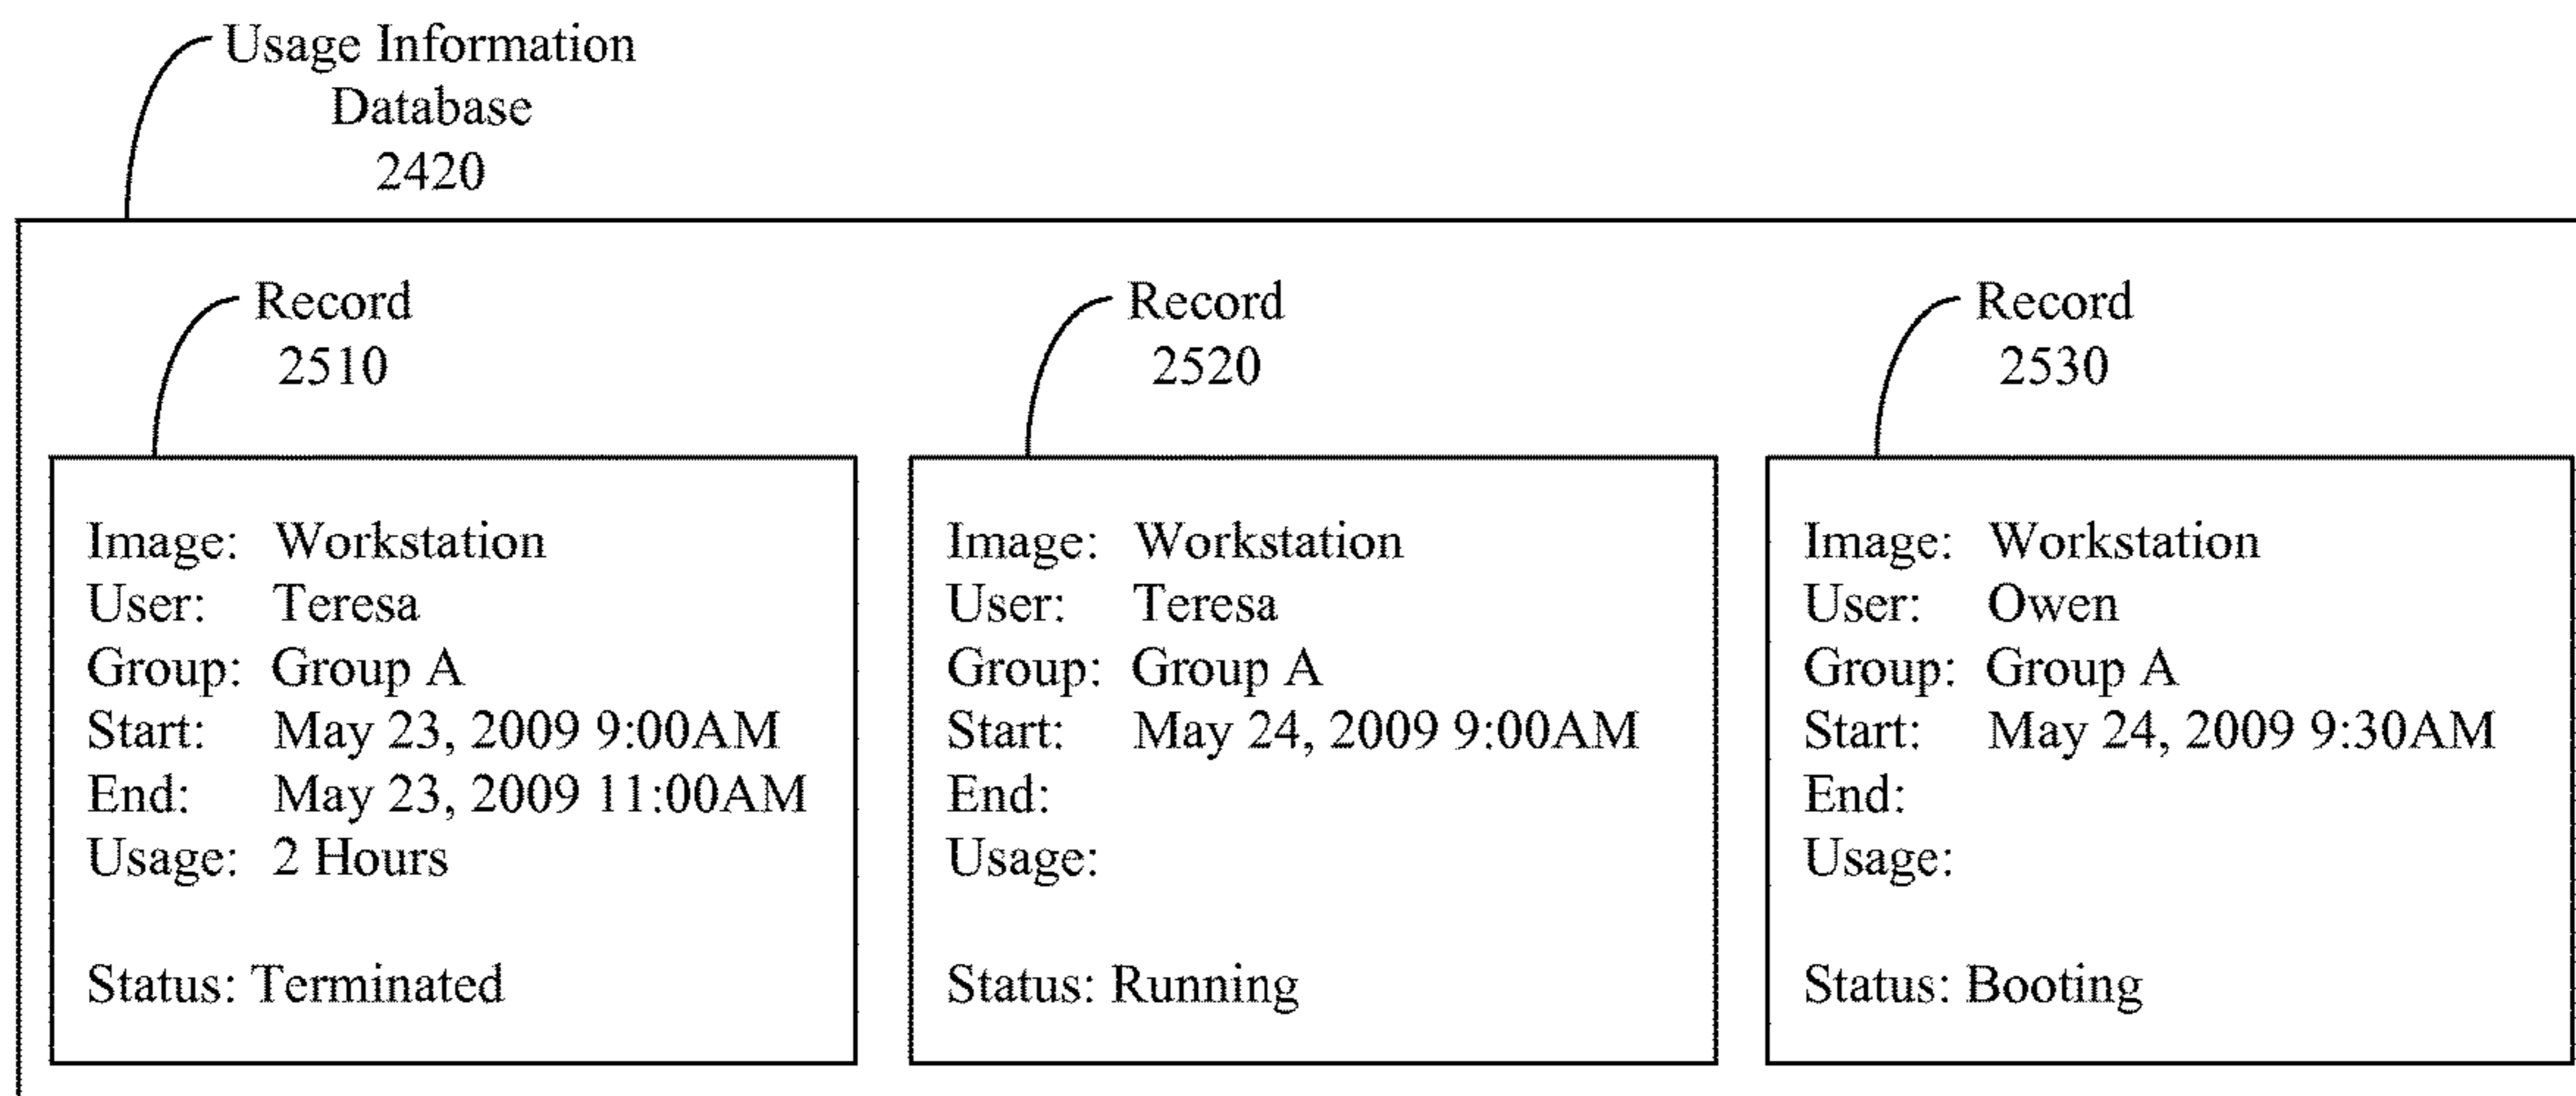 Usage Information
Database
2420
Record
2510
Record
2520
Record
2530
Image: Workstation
User: Teresa
Group: Group A
Start: May 23, 2009 9:00AM
End: May 23, 2009 11:00AM
Usage: 2 Hours
Status: Terminated
Image: Workstation
User: Teresa
Group: Group A
Start: May 24, 2009 9:00AM
End:
Usage:
Status: Running
Image: Workstation
User: Owen
Group: Group A
Start: May 24, 2009 9:30AM
End:
Usage:
Status: Booting